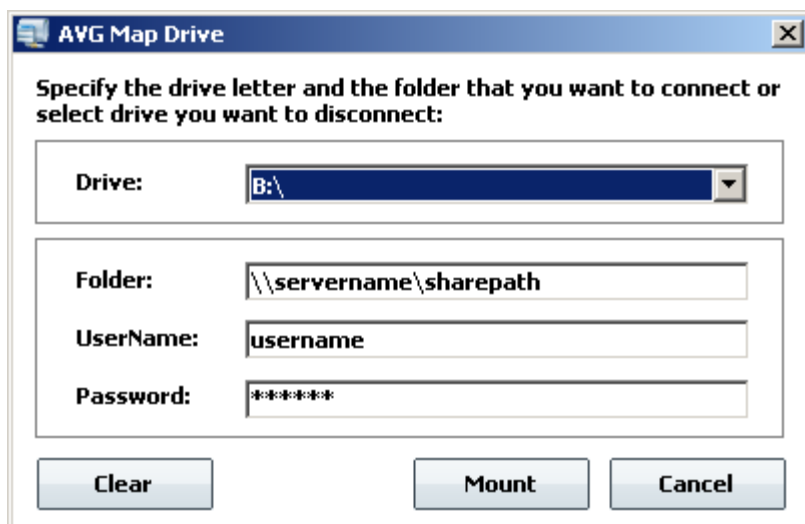 AVG Map Drive
Specify the drive letter and the folder that you want to connect or
select drive you want to disconnect:
Drive: B:\
Folder: \\servername\sharepath
UserName: username
Password: ******
Clear Mount Cancel